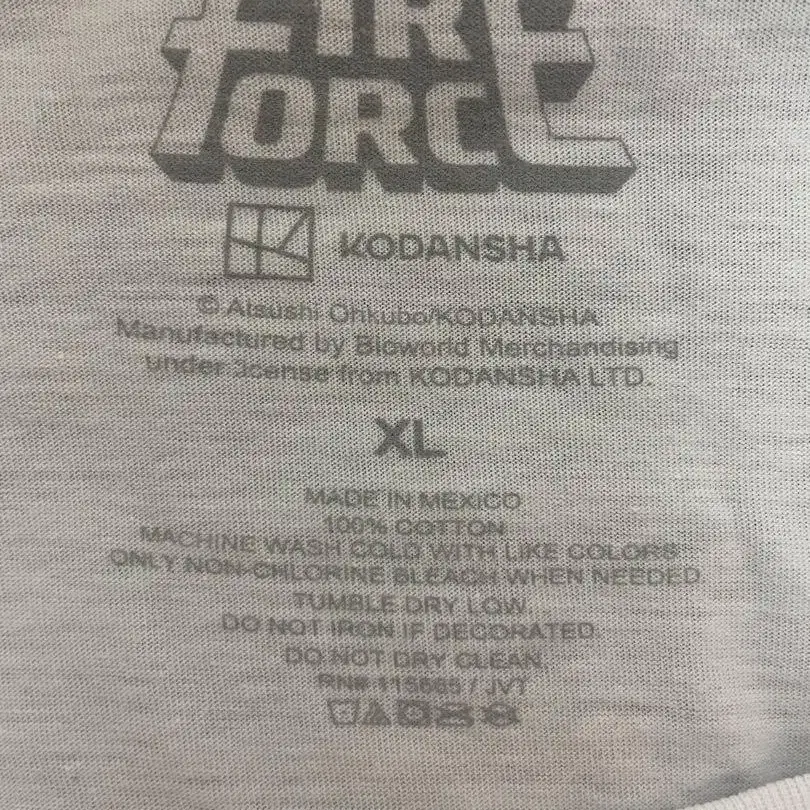 FIRE
FORCE
KODANSHA
© Atsushi Ohkubo/KODANSHA
Manufactured by Bioworld Merchandising
under license from KODANSHA LTD.
XL
MADE IN MEXICO
100% COTTON
MACHINE WASH COLD WITH LIKE COLORS
ONLY NON-CHLORINE BLEACH WHEN NEEDED
TUMBLE DRY LOW.
DO NOT IRON IF DECORATED
DO NOT DRY CLEAN.
RN# 115665 / JVT